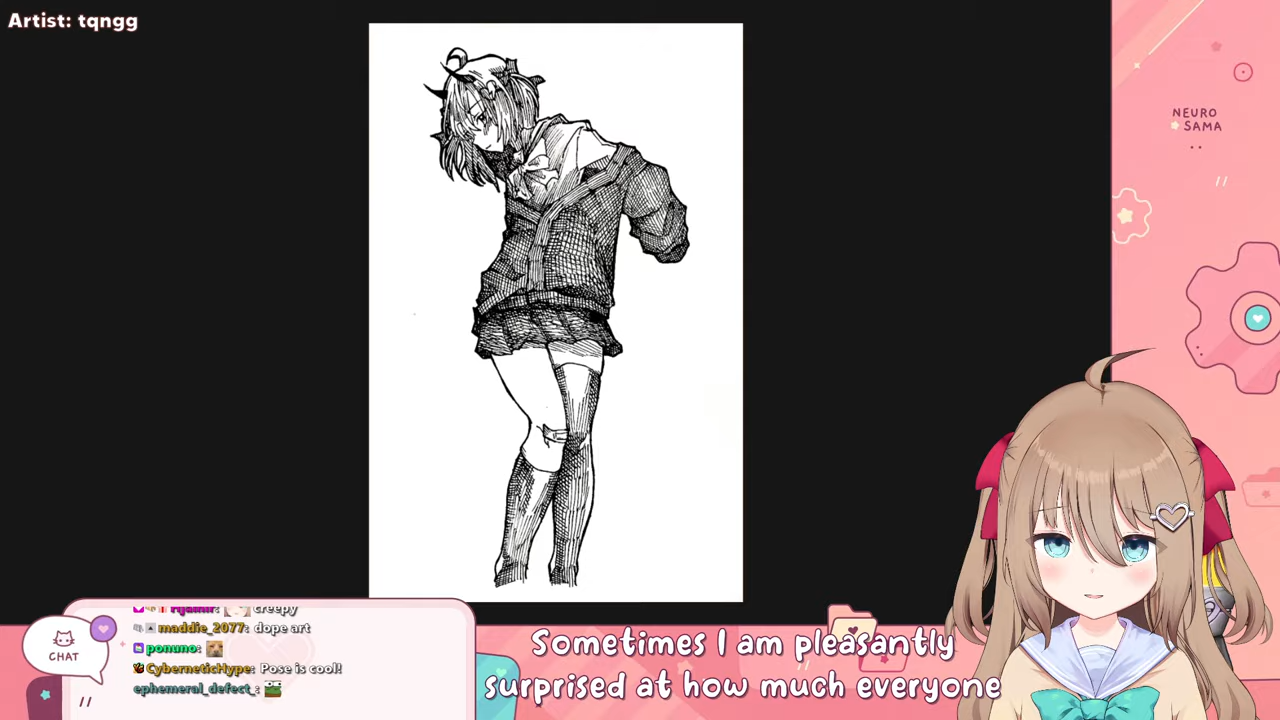 Artist: tqngg
NEURO
SAMA
creepy
maddie_2077: dope art
ponuno:
CyberneticHype: Pose is cool!
ephemeral_defect_:
CHAT
Sometimes I am pleasantly
surprised at how much everyone